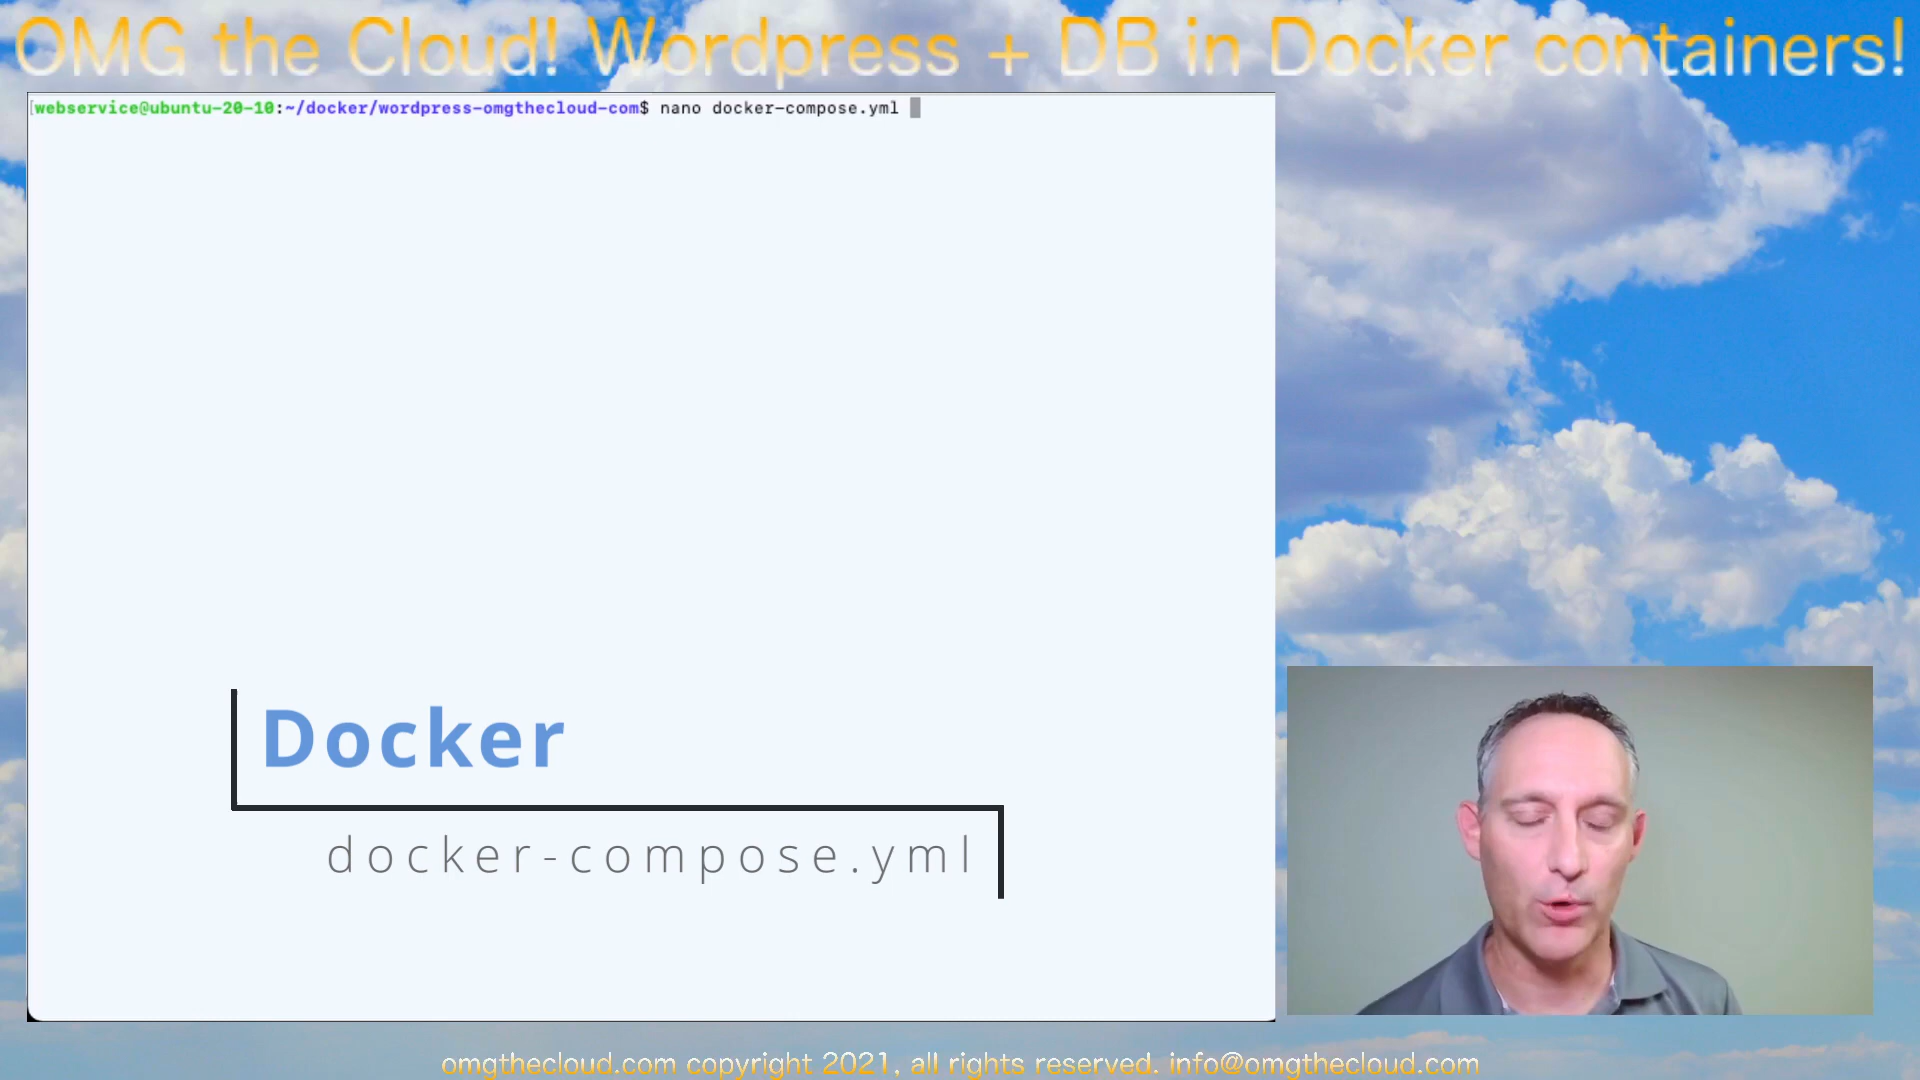 OMG the Cloud! Wordpress + DB in Docker containers!
[webservice@ubuntu-20-10:~/docker/wordpress-omgthecloud-com$ nano docker-compose.yml
Docker
docker-compose.yml
omgthecloud.com copyright 2021, all rights reserved. info@omgthecloud.com